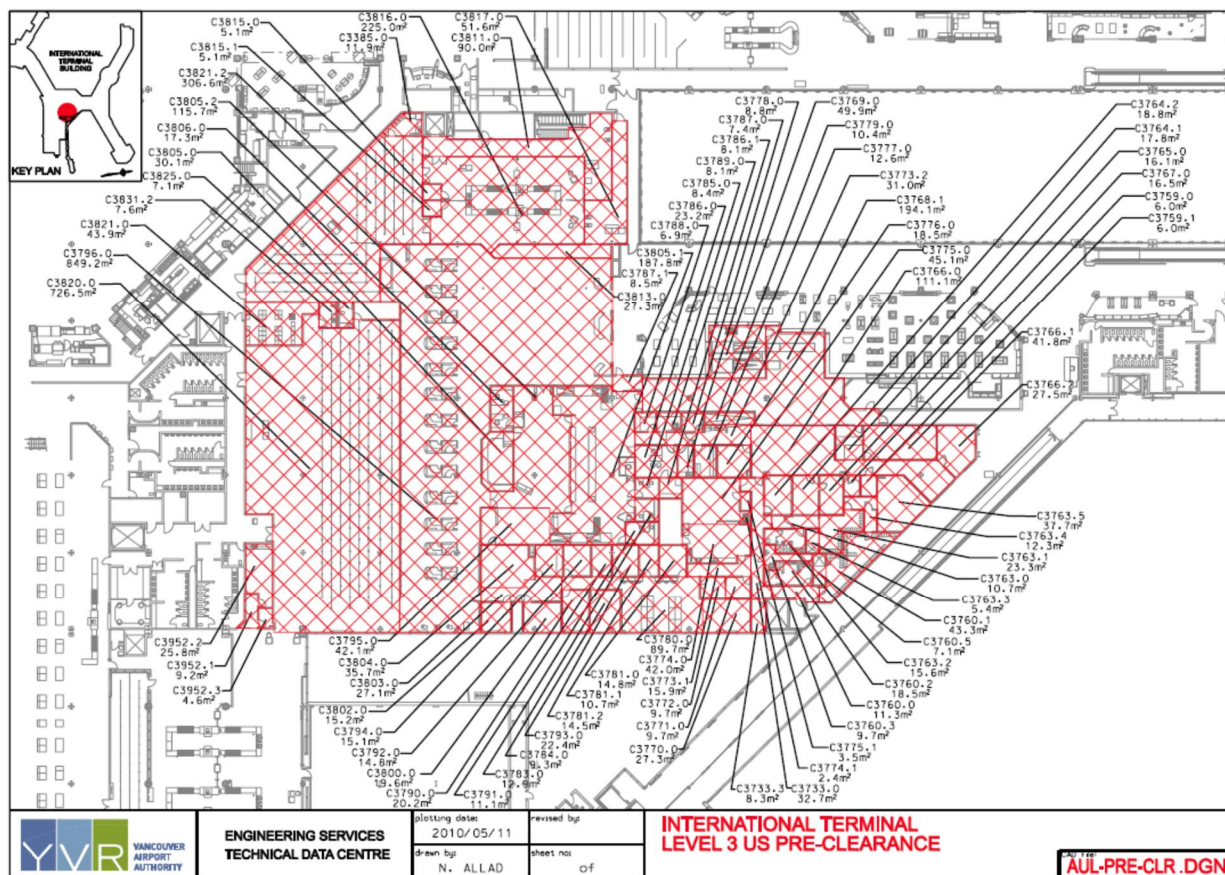 INTERNATIONAL
TERMINAL
BUILDING
KEY PLAN
C3815.0
5.1m²
C3815.1
5.1m²
C3821.2
306.6m²
C3805.2
115.7m²
C3806.0
17.3m²
C3805.0
30.1m²
C3825.0
7.1m²
C3831.2
7.6m²
C3821.0
43.9m²
C3796.0
849.2m²
C3820.0
726.5m²
C3816.0
225.0m²
C3385.0
11.9m²
C3817.0
51.6m²
C3811.0
90.0m²
C3778.0
8.8m²
C3787.0
7.4m²
C3786.1
8.1m²
C3789.0
8.1m²
C3785.0
8.4m²
C3786.0
23.2m²
C3788.0
6.9m²
C3805.1
187.8m²
C3787.1
8.5m²
C3813.0
27.3m²
C3769.0
49.9m²
C3779.0
10.4m²
C3777.0
12.6m²
C3773.2
31.0m²
C3768.1
194.1m²
C3776.0
18.5m²
C3775.0
45.1m²
C3766.0
111.1m²
C3764.2
18.8m²
C3764.1
17.8m²
C3765.0
16.1m²
C3767.0
16.5m²
C3759.0
6.0m²
C3759.1
6.0m²
C3766.1
41.8m²
27.5m²
C3763.5
37.7m²
C3763.4
12.3m²
C3763.1
23.3m²
C3763.0
10.7m²
C3763.3
5.4m²
C3760.1
43.3m²
C3760.5
7.1m²
C3763.2
15.6m²
C3760.2
18.5m²
C3760.0
11.3m²
C3760.3
9.7m²
C3775.1
3.5m²
C3774.1
2.4m²
C3733.0
32.7m²
C3733.3
8.3m²
C3952.2
25.8m²
C3952.1
9.2m²
C3952.3
4.6m²
C3795.0
42.1m²
C3804.0
35.7m²
C3803.0
27.1m²
C3802.0
15.2m²
C3794.0
15.1m²
C3792.0
14.8m²
C3800.0
19.6m²
C3790.0
20.2m²
C3791.0
11.1m²
C3783.0
12.9m²
C3784.0
9.3m²
C3793.0
22.4m²
C3781.2
14.5m²
C3781.1
10.7m²
C3781.0
14.8m²
C3780.0
89.7m²
C3774.0
42.0m²
C3773.1
15.9m²
C3772.0
9.7m²
C3771.0
9.7m²
C3770.0
27.3m²
YVR
VANCOUVER
AIRPORT
AUTHORITY
ENGINEERING SERVICES
TECHNICAL DATA CENTRE
plotting date:
2010/05/11
revised by:
drawn by:
N. ALLAD
sheet no:
of
INTERNATIONAL TERMINAL
LEVEL 3 US PRE-CLEARANCE
CAD file:
AUL-PRE-CLR .DGN